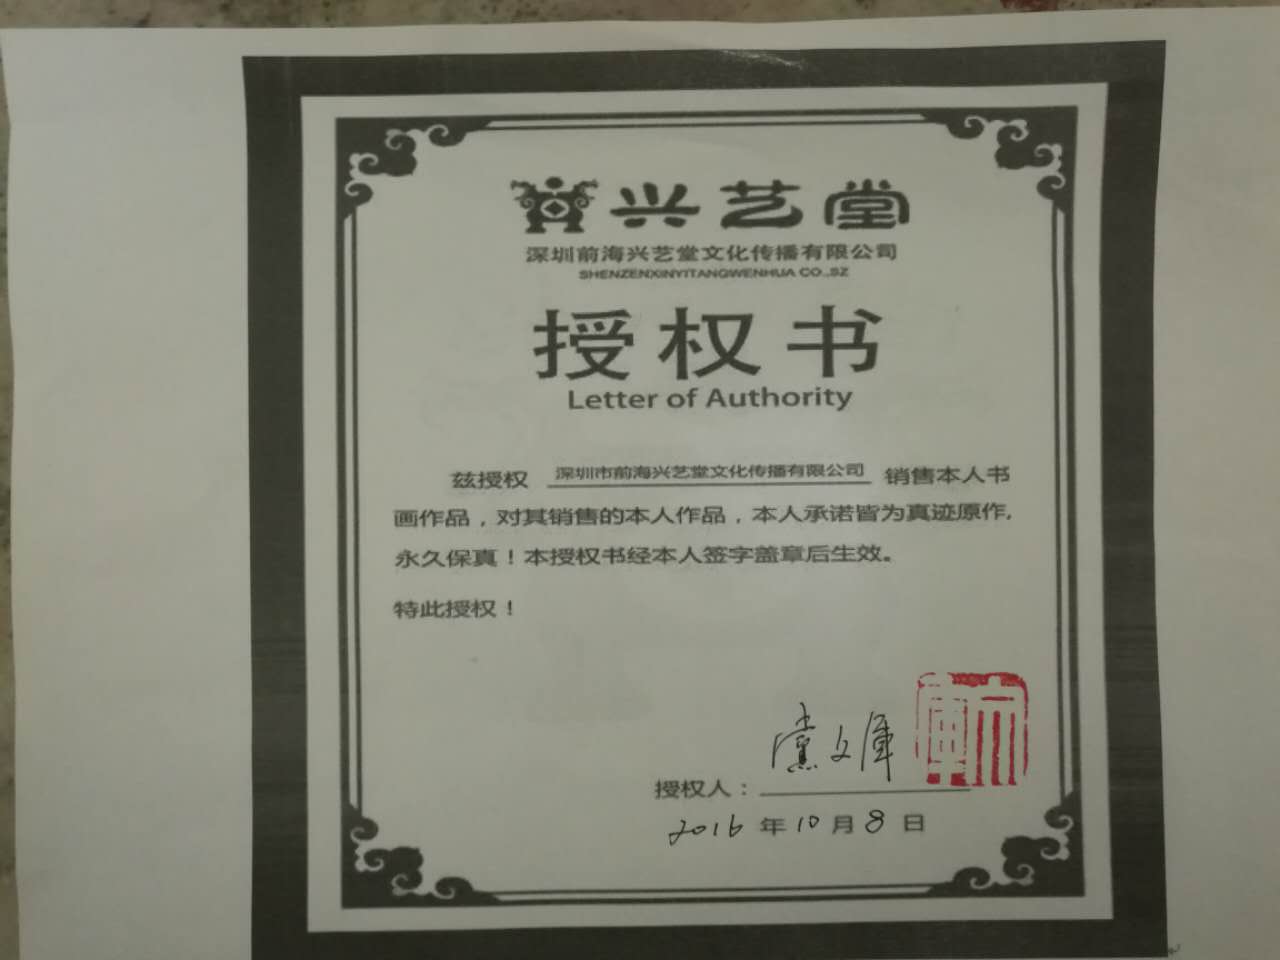 兴艺堂
深圳前海兴艺堂文化传播有限公司
SHENZENXINYITANGWENHUA CO.,SZ
授权书
Letter of Authority
兹授权 深圳市前海兴艺堂文化传播有限公司 销售本人书
画作品，对其销售的本人作品，本人承诺皆为真迹原作,
永久保真！本授权书经本人签字盖章后生效。
特此授权！
党文库
授权人：
2016 年 10 月 8 日